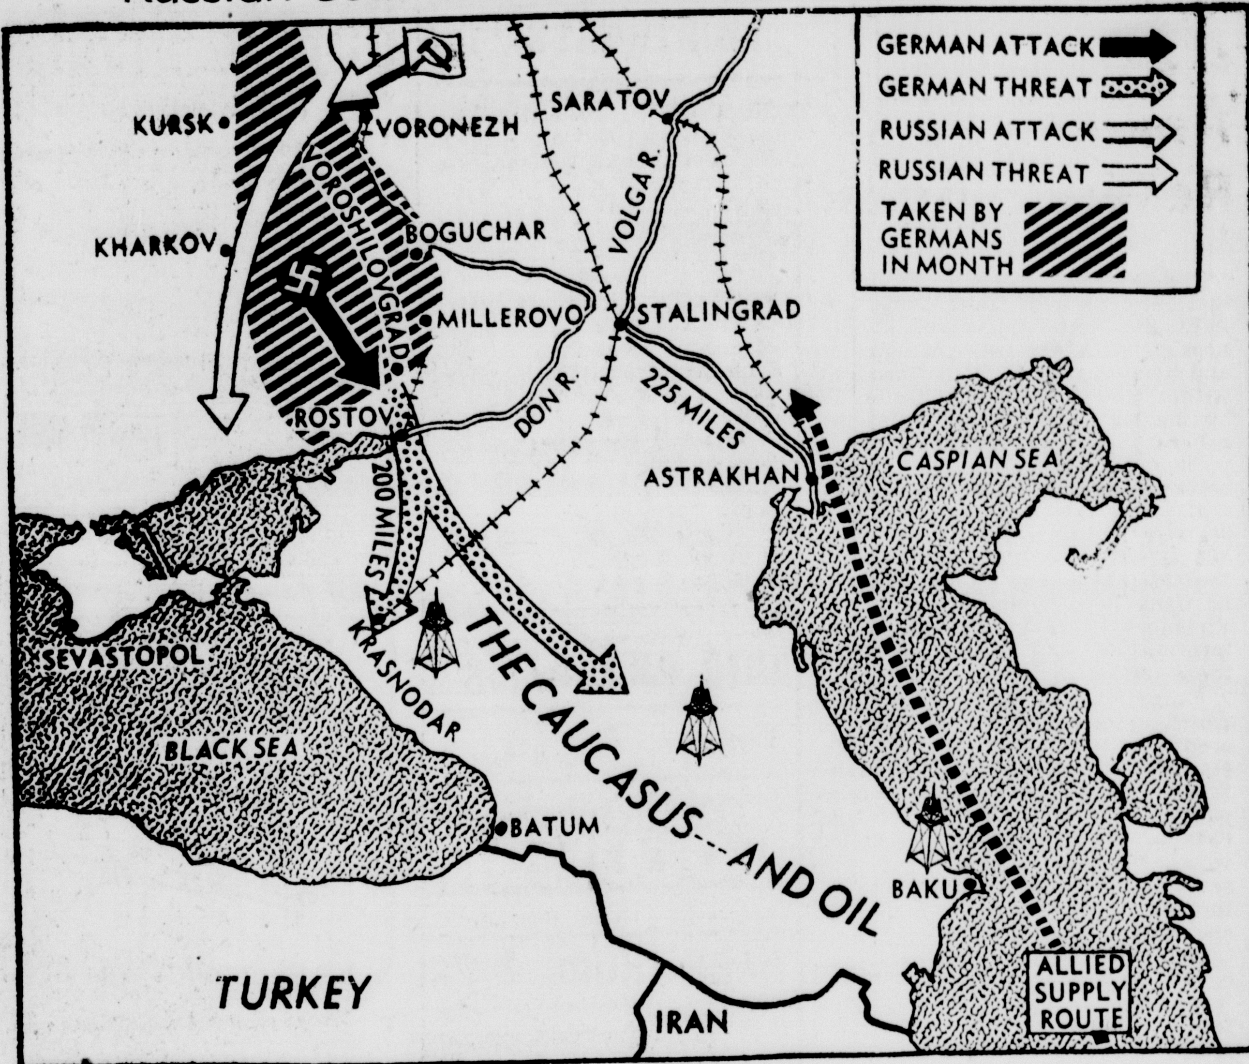 GERMAN ATTACK
GERMAN THREAT
RUSSIAN ATTACK
RUSSIAN THREAT
TAKEN BY
GERMANS
IN MONTH
SARATOV
KURSK
VORONEZH
VOROSHILOVGRAD
VOLGA R.
KHARKOV
BOGUCHAR
MILLEROVO
STALINGRAD
225 MILES
DON R.
ROSTOV
ASTRAKHAN
CASPIAN SEA
200 MILES
KRASNODAR
SEVASTOPOL
BLACK SEA
THE CAUCASUS---AND OIL
BATUM
BAKU
TURKEY
IRAN
ALLIED
SUPPLY
ROUTE